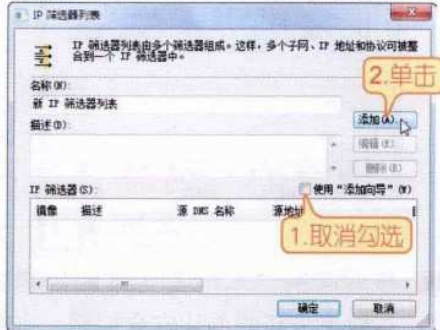 IP 筛选器列表
IP 筛选器列表由多个筛选器组成。这样，多个子网、IP 地址和协议可被整
合到一个 IP 筛选器中。
2.单击
名称(N):
新 IP 筛选器列表
描述(D):
添加(A)...
编辑(E)...
删除(R)
IP 筛选器(S):
使用“添加向导”(W)
镜像 描述 源 DNS 名称 源地址
1.取消勾选
确定 取消